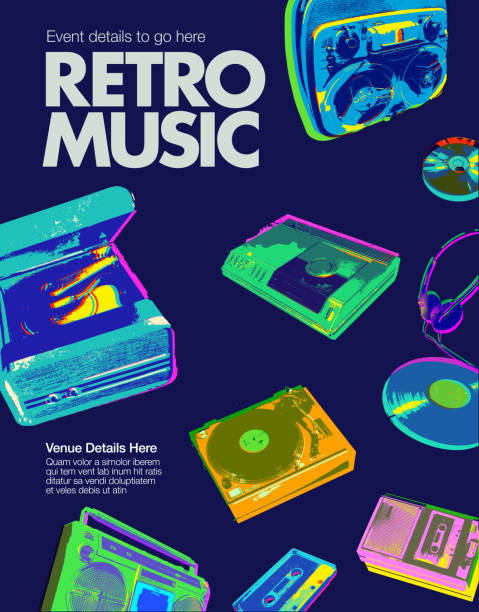 Event details to go here
RETRO
MUSIC
Venue Details Here
Quam volor a simolor iberem
qui tem vent lab inum hit ratis
ditatur sa vendi doluptiatem
et veles debis ut atin